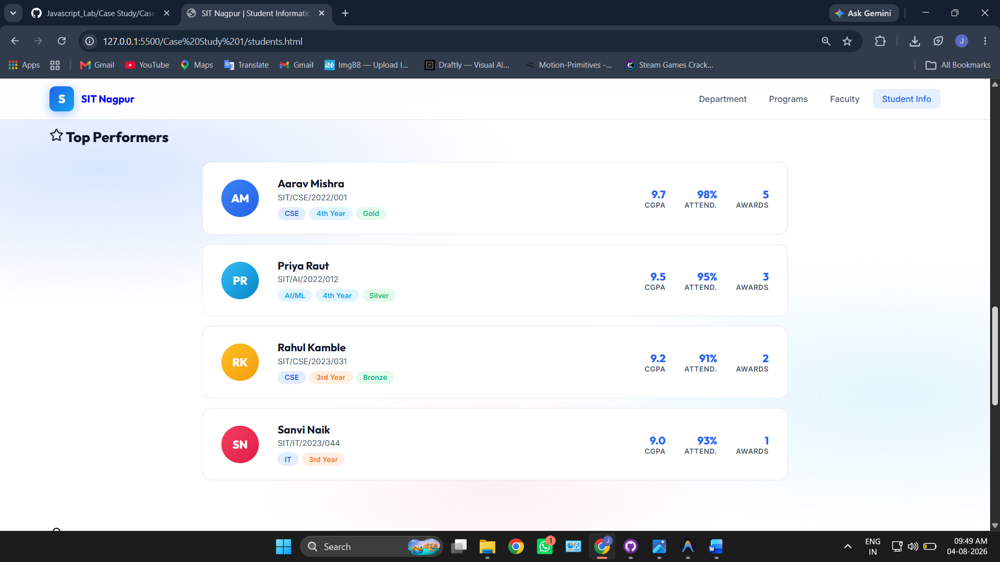 Javascript_Lab/Case Study/Case
SIT Nagpur | Student Informatio
Ask Gemini
127.0.0.1:5500/Case%20Study%201/students.html
J
Apps
Gmail
YouTube
Maps
Translate
Gmail
ibb
ImgBB — Upload I...
Draftly — Visual AI...
Motion-Primitives -...
Steam Games Crack...
All Bookmarks
S
SIT Nagpur
Department
Programs
Faculty
Student Info
Top Performers
AM
Aarav Mishra
SIT/CSE/2022/001
CSE 4th Year Gold
9.7 98% 5
CGPA ATTEND. AWARDS
PR
Priya Raut
SIT/AI/2022/012
AI/ML 4th Year Silver
9.5 95% 3
CGPA ATTEND. AWARDS
RK
Rahul Kamble
SIT/CSE/2023/031
CSE 3rd Year Bronze
9.2 91% 2
CGPA ATTEND. AWARDS
SN
Sanvi Naik
SIT/IT/2023/044
IT 3rd Year
9.0 93% 1
CGPA ATTEND. AWARDS
Search
1
J
W
ENG
IN
09:49 AM
04-08-2026